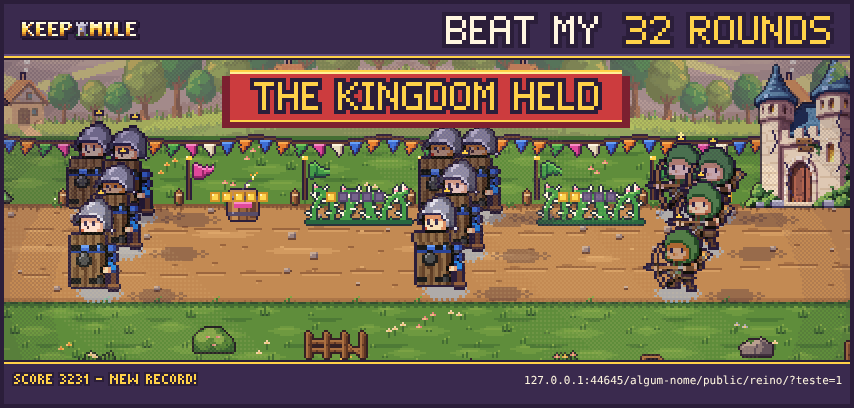 KEEP MILE
BEAT MY 32 ROUNDS
THE KINGDOM HELD
SCORE 3231 - NEW RECORD!
127.0.0.1:44645/algum-nome/public/reino/?teste=1